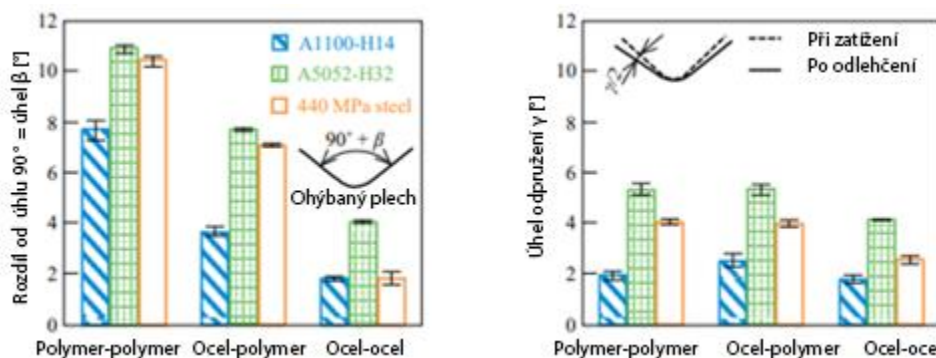 Rozdíl od úhlu 90° = úhel β [°]
12
10
8
6
4
2
0
A1100-H14
A5052-H32
440 MPa steel
90° + β
Ohýbaný plech
Polymer-polymer Ocel-polymer Ocel-ocel
Úhel odpružení γ [°]
12
10
8
6
4
2
0
γ/2
Při zatížení
Po odlehčení
Polymer-polymer Ocel-polymer Ocel-oce